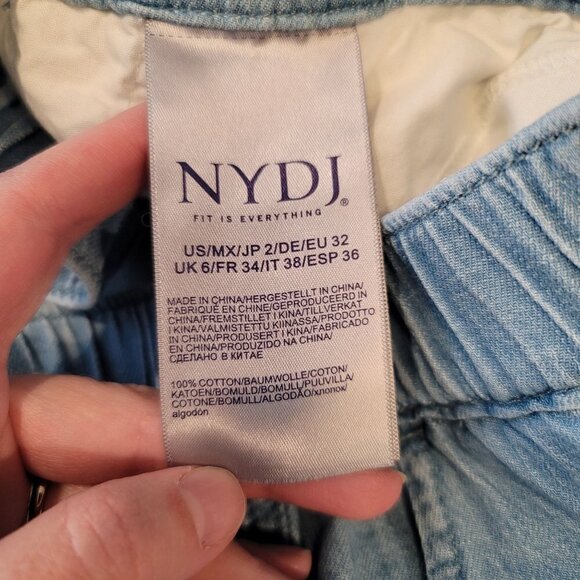 NYDJ®
FIT IS EVERYTHING
US/MX/JP 2/DE/EU 32
UK 6/FR 34/IT 38/ESP 36
MADE IN CHINA/HERGESTELLT IN CHINA/
FABRIQUÉ EN CHINE/GEPRODUCEERD IN
CHINA/FREMSTILLET I KINA/TILLVERKAT
I KINA/VALMISTETTU KIINASSA/PRODOTTO
IN CINA/PRODUSERT I KINA/FABRICADO
EN CHINA/PRODUZIDO NA CHINA/
СДЕЛАНО В КИТАЕ
100% COTTON/BAUMWOLLE/COTON/
KATOEN/BOMULD/BOMULL/PUUVILLA/
COTONE/BOMULL/ALGODÃO/хлопок/
algodón